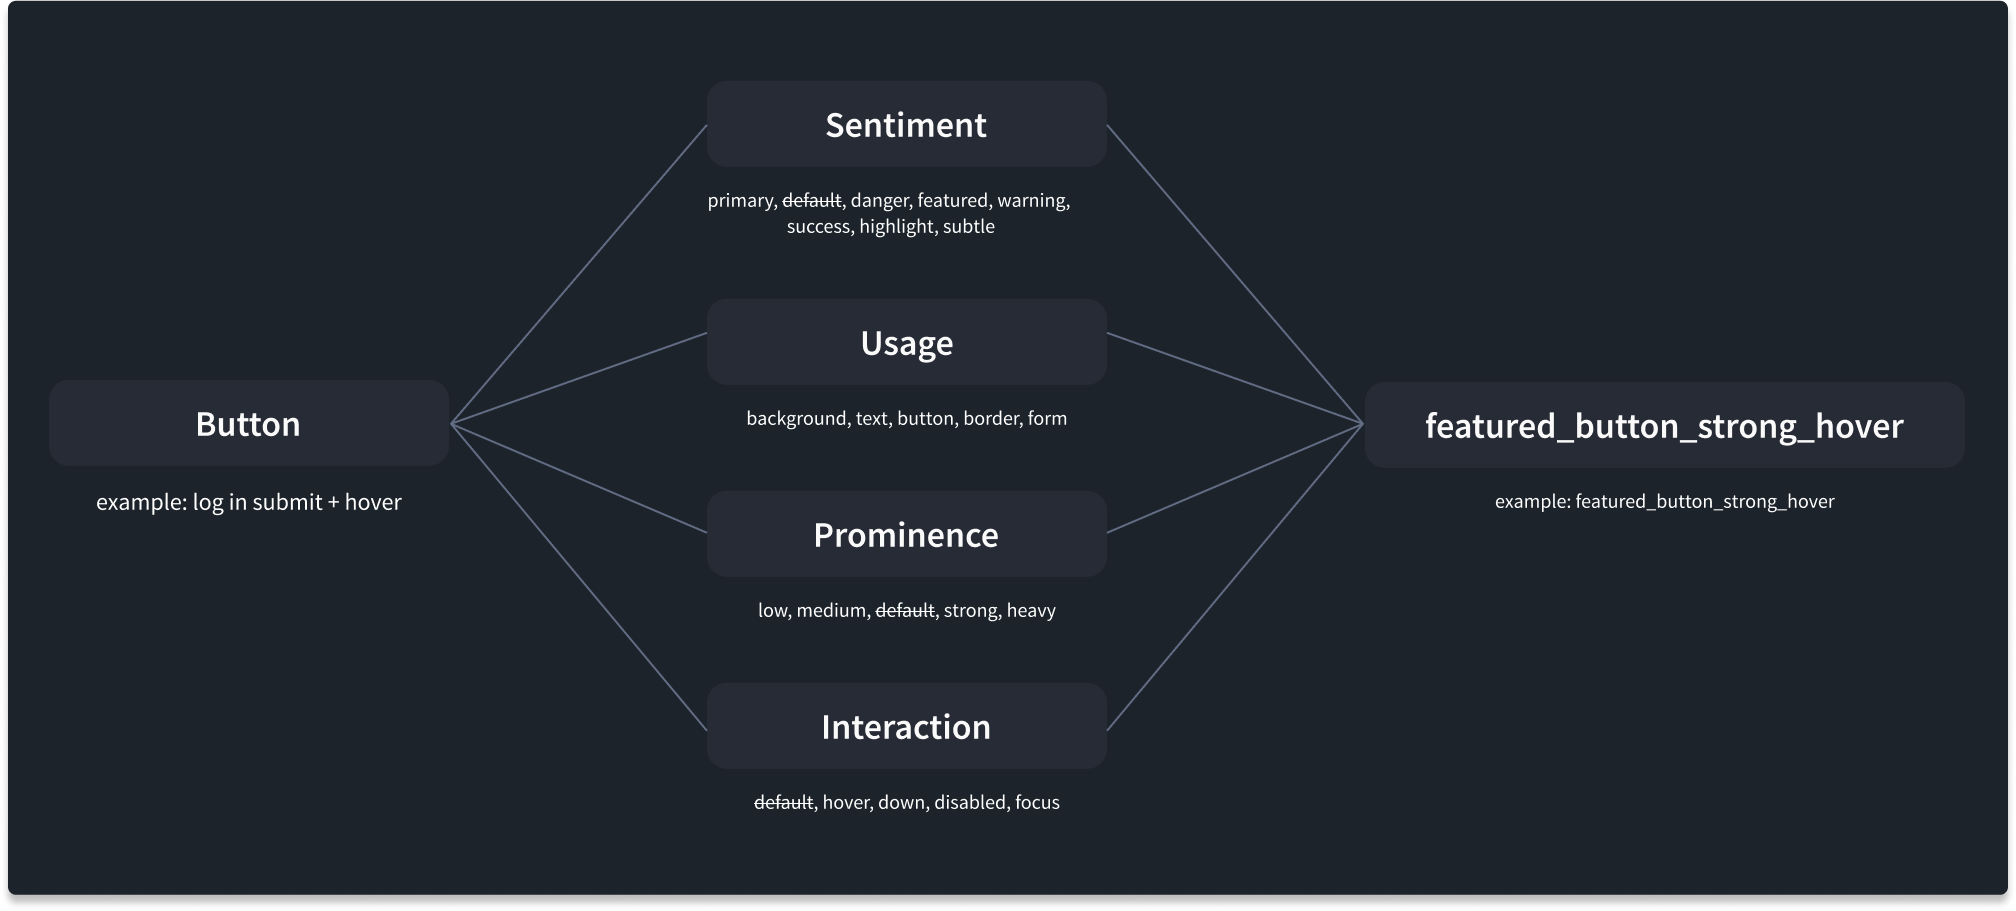 Sentiment
primary, default, danger, featured, warning,
success, highlight, subtle
Usage
background, text, button, border, form
Button
example: log in submit + hover
Prominence
low, medium, default, strong, heavy
Interaction
default, hover, down, disabled, focus
featured_button_strong_hover
example: featured_button_strong_hover